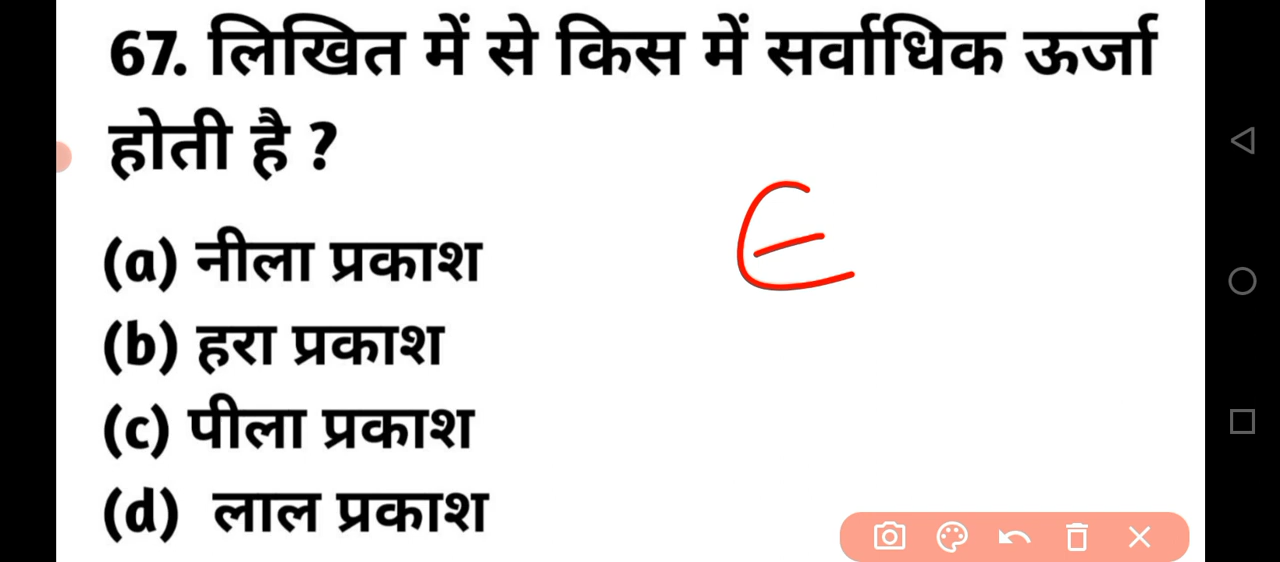 67. लिखित में से किस में सर्वाधिक ऊर्जा
होती है ?
E
(a) नीला प्रकाश
(b) हरा प्रकाश
(c) पीला प्रकाश
(d) लाल प्रकाश